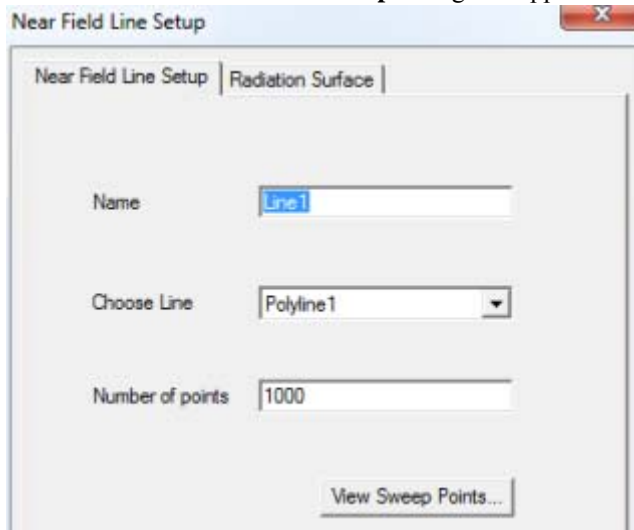 Near Field Line Setup
Near Field Line Setup Radiation Surface
Name Line1
Choose Line Polyline1
Number of points 1000
View Sweep Points...